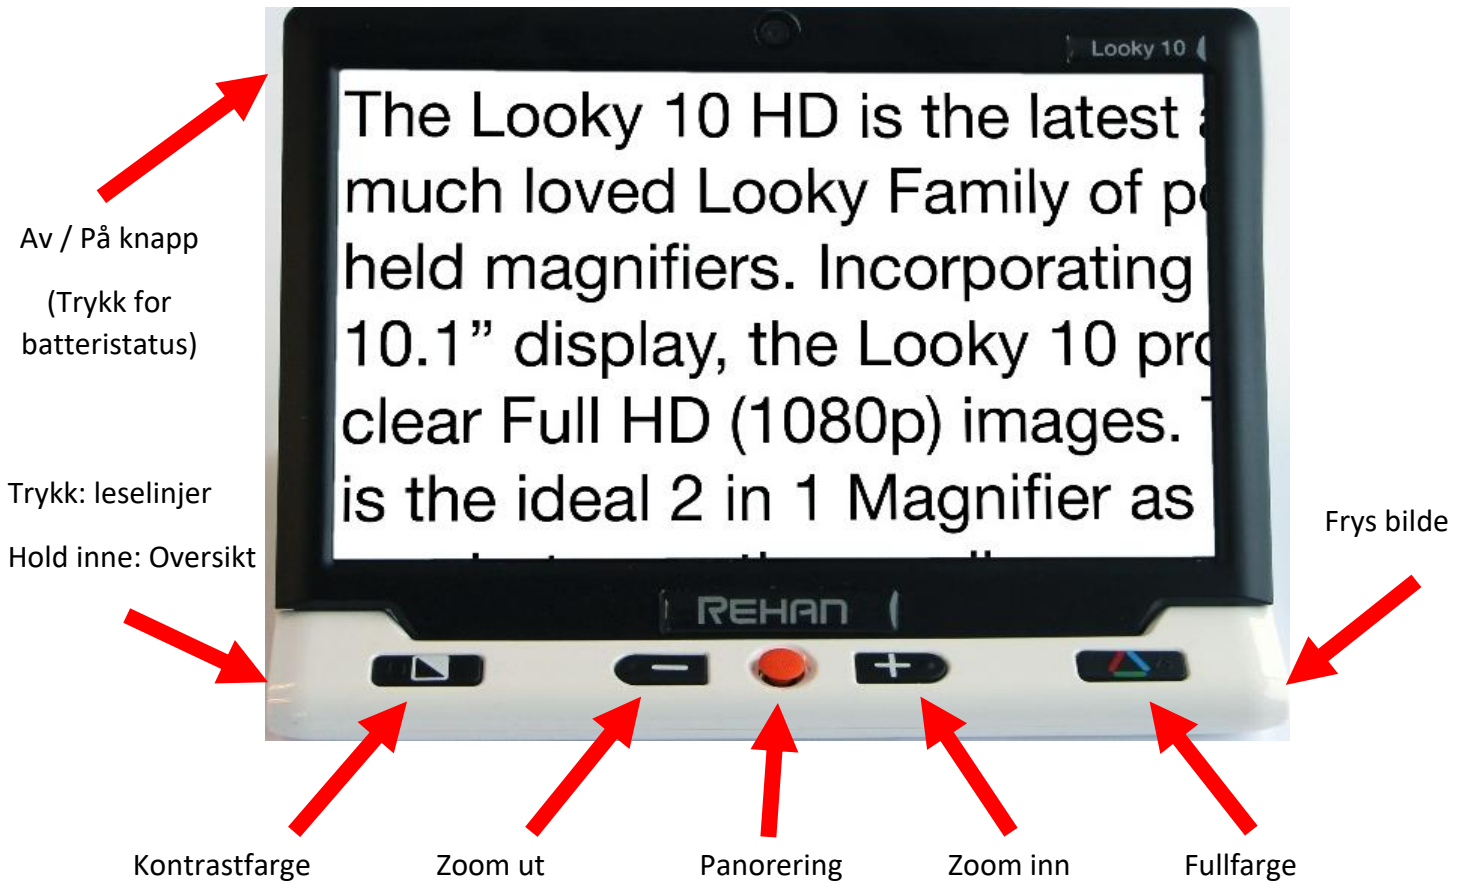 Looky 10
The Looky 10 HD is the latest
much loved Looky Family of
held magnifiers. Incorporating
10.1” display, the Looky 10
clear Full HD (1080p) images.
is the ideal 2 in 1 Magnifier as
REHAN
Av / På knapp
(Trykk for
batteristatus)
Trykk: leselinjer
Hold inne: Oversikt
Frys bilde
Kontrastfarge
Zoom ut
Panorering
Zoom inn
Fullfarge